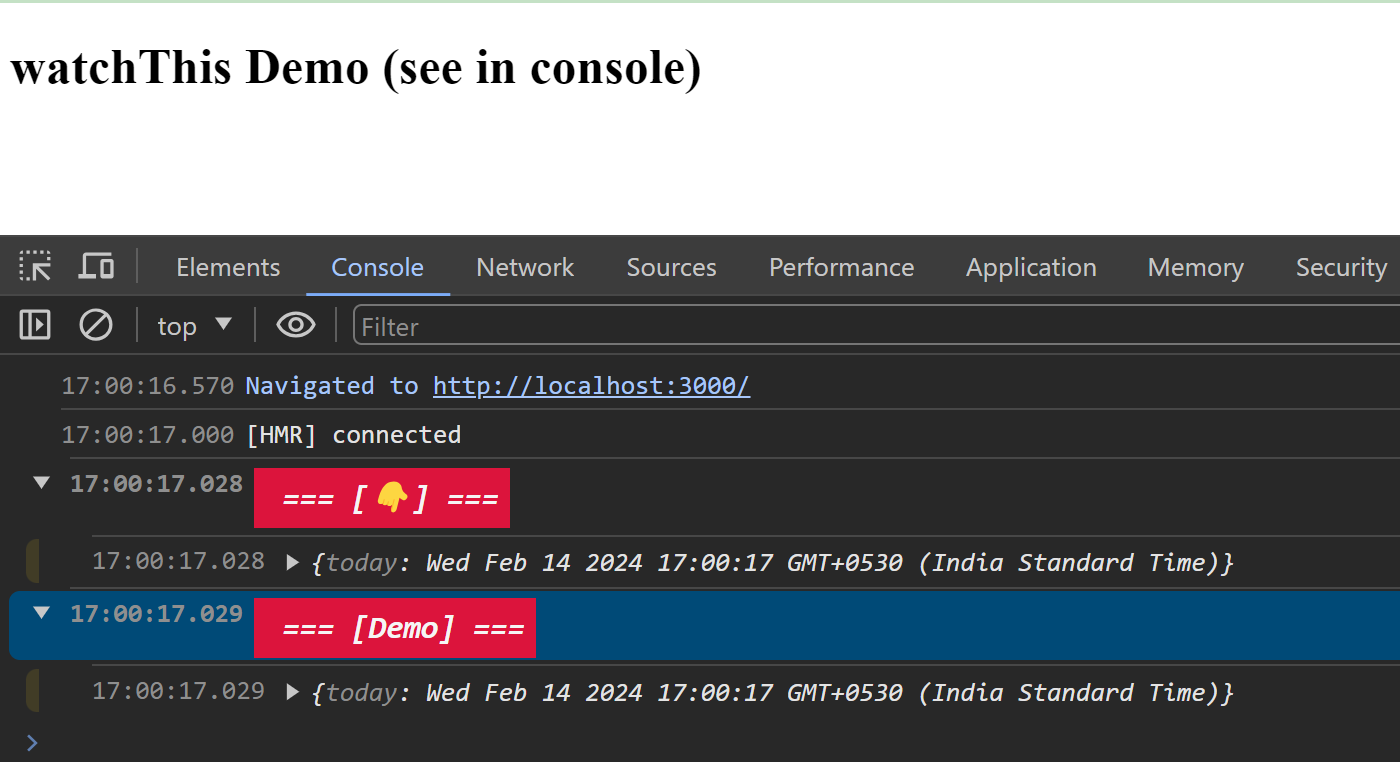 watchThis Demo (see in console)
Elements Console Network Sources Performance Application Memory Security
top Filter
17:00:16.570 Navigated to http://localhost:3000/
17:00:17.000 [HMR] connected
17:00:17.028 === [👇] ===
17:00:17.028 {today: Wed Feb 14 2024 17:00:17 GMT+0530 (India Standard Time)}
17:00:17.029 === [Demo] ===
17:00:17.029 {today: Wed Feb 14 2024 17:00:17 GMT+0530 (India Standard Time)}